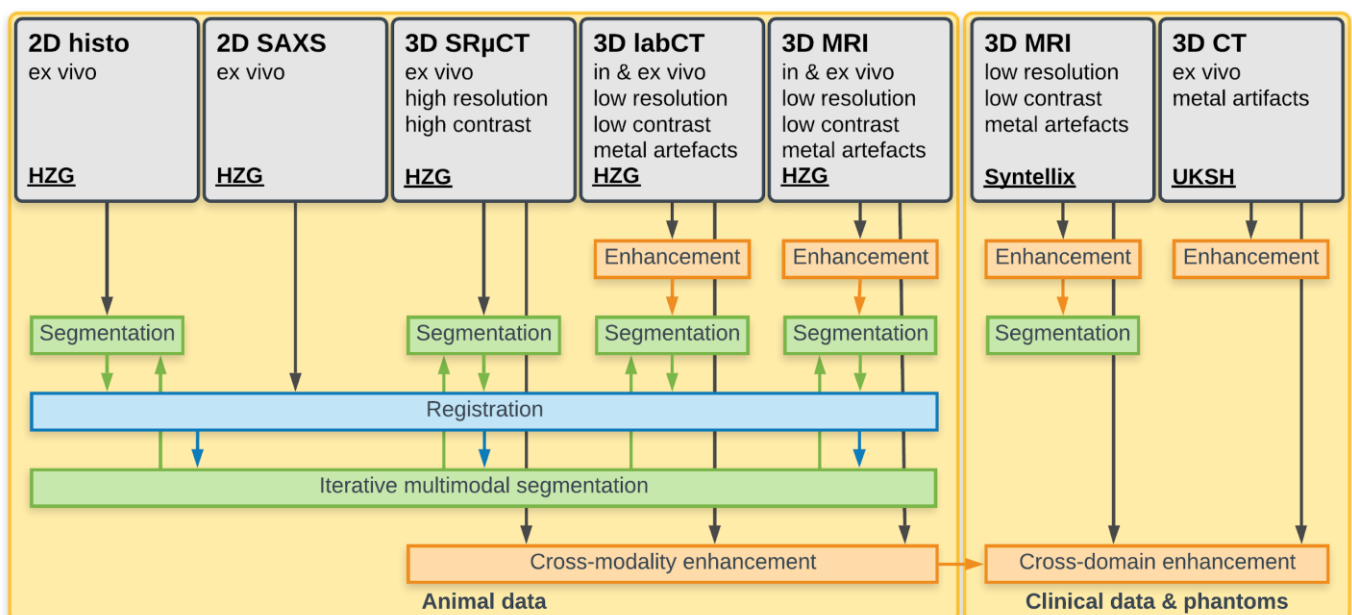 2D histo
ex vivo
HZG
2D SAXS
ex vivo
HZG
3D SRµCT
ex vivo
high resolution
high contrast
HZG
3D labCT
in & ex vivo
low resolution
low contrast
metal artefacts
HZG
3D MRI
in & ex vivo
low resolution
low contrast
metal artefacts
HZG
3D MRI
low resolution
low contrast
metal artefacts
Syntellix
3D CT
ex vivo
metal artifacts
UKSH
Enhancement
Enhancement
Enhancement
Enhancement
Segmentation
Segmentation
Segmentation
Segmentation
Segmentation
Registration
Iterative multimodal segmentation
Cross-modality enhancement
Cross-domain enhancement
Animal data
Clinical data & phantoms